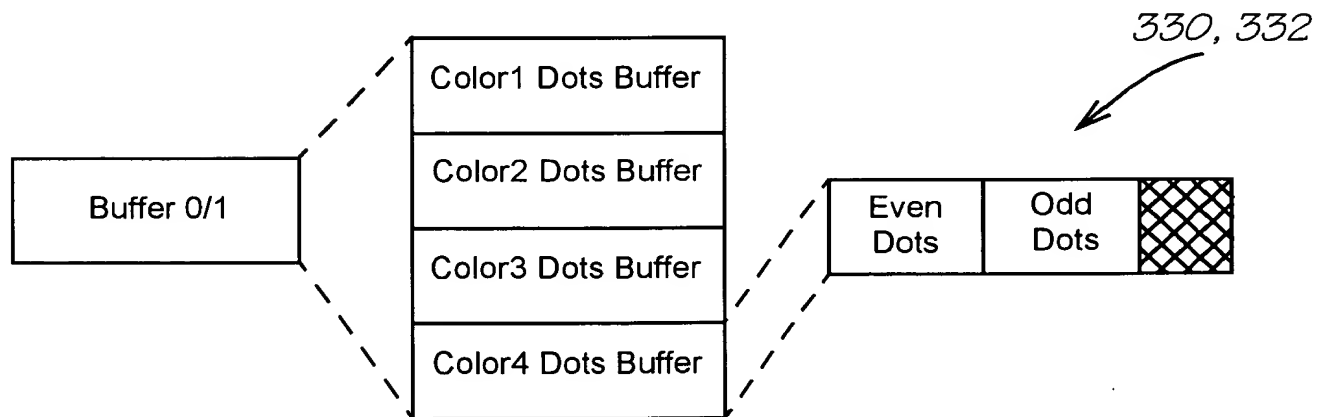 330, 332
Color1 Dots Buffer
Color2 Dots Buffer
Buffer 0/1
Even
Dots
Odd
Dots
Color3 Dots Buffer
Color4 Dots Buffer